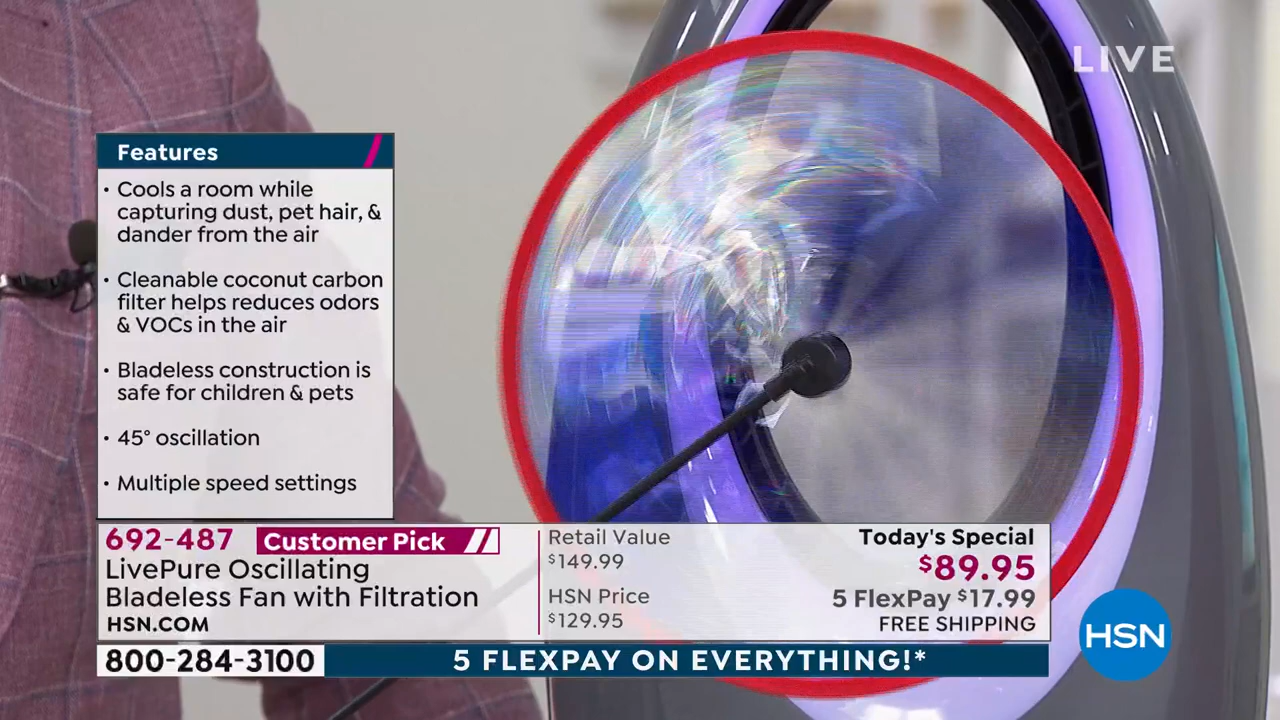 LIVE
Features
• Cools a room while
capturing dust, pet hair, &
dander from the air
• Cleanable coconut carbon
filter helps reduces odors
& VOCs in the air
• Bladeless construction is
safe for children & pets
• 45° oscillation
• Multiple speed settings
692-487 Customer Pick
LivePure Oscillating
Bladeless Fan with Filtration
HSN.COM
Retail Value
$149.99
HSN Price
$129.95
Today's Special
$89.95
5 FlexPay $17.99
FREE SHIPPING
HSN
800-284-3100 5 FLEXPAY ON EVERYTHING!*